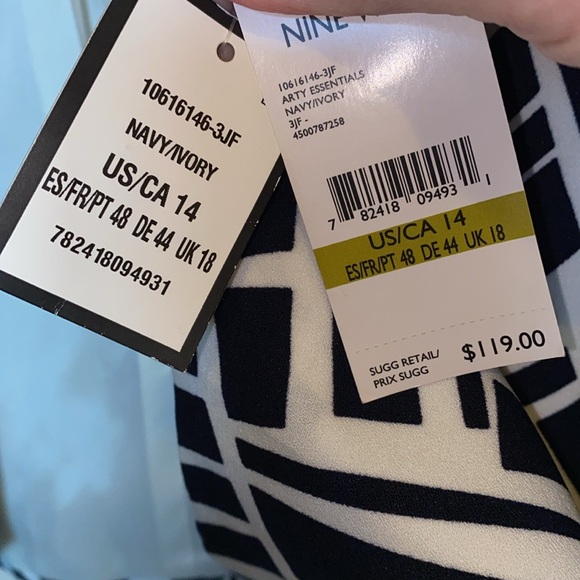 10616146-3JF
NAVY/IVORY
US/CA 14
ES/FR/PT 48 DE 44 UK 18
782418094931
NINE
10616146-3JF
ARTY ESSENTIALS
NAVY/IVORY
3JF -
4500787258
7 82418 09493 1
US/CA 14
ES/FR/PT 48 DE 44 UK 18
SUGG RETAIL/
PRIX SUGG
$119.00